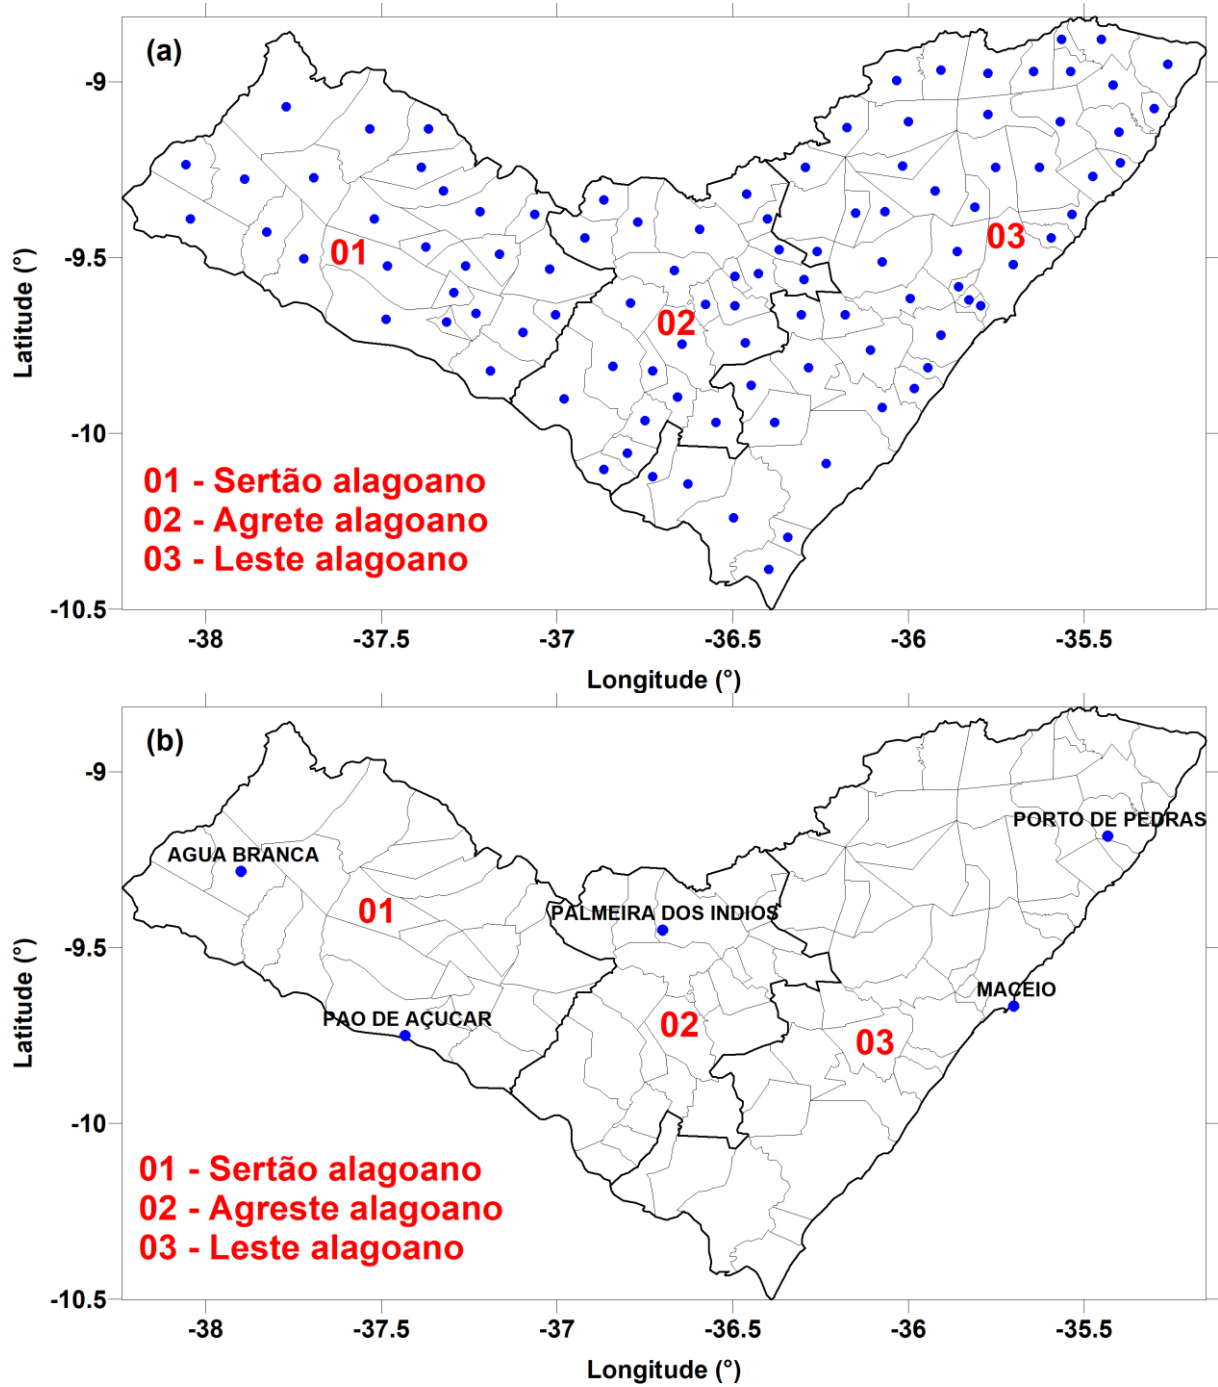 (a)
-9
-9.5
-10
-10.5
Latitude (°)
01
02
03
01 - Sertão alagoano
02 - Agrete alagoano
03 - Leste alagoano
-38 -37.5 -37 -36.5 -36 -35.5
Longitude (°)
(b)
-9
-9.5
-10
-10.5
Latitude (°)
PORTO DE PEDRAS
AGUA BRANCA
01
PALMEIRA DOS INDIOS
MACEIO
PAO DE AÇUCAR
02
03
01 - Sertão alagoano
02 - Agreste alagoano
03 - Leste alagoano
-38 -37.5 -37 -36.5 -36 -35.5
Longitude (°)